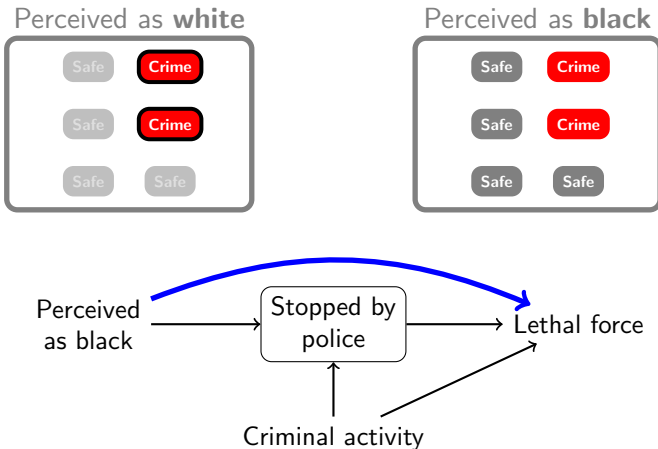 Perceived as white
Perceived as black
Safe Crime
Safe Crime
Safe Crime
Safe Crime
Safe Safe
Safe Safe
Perceived
as black
Stopped by
police
Lethal force
Criminal activity